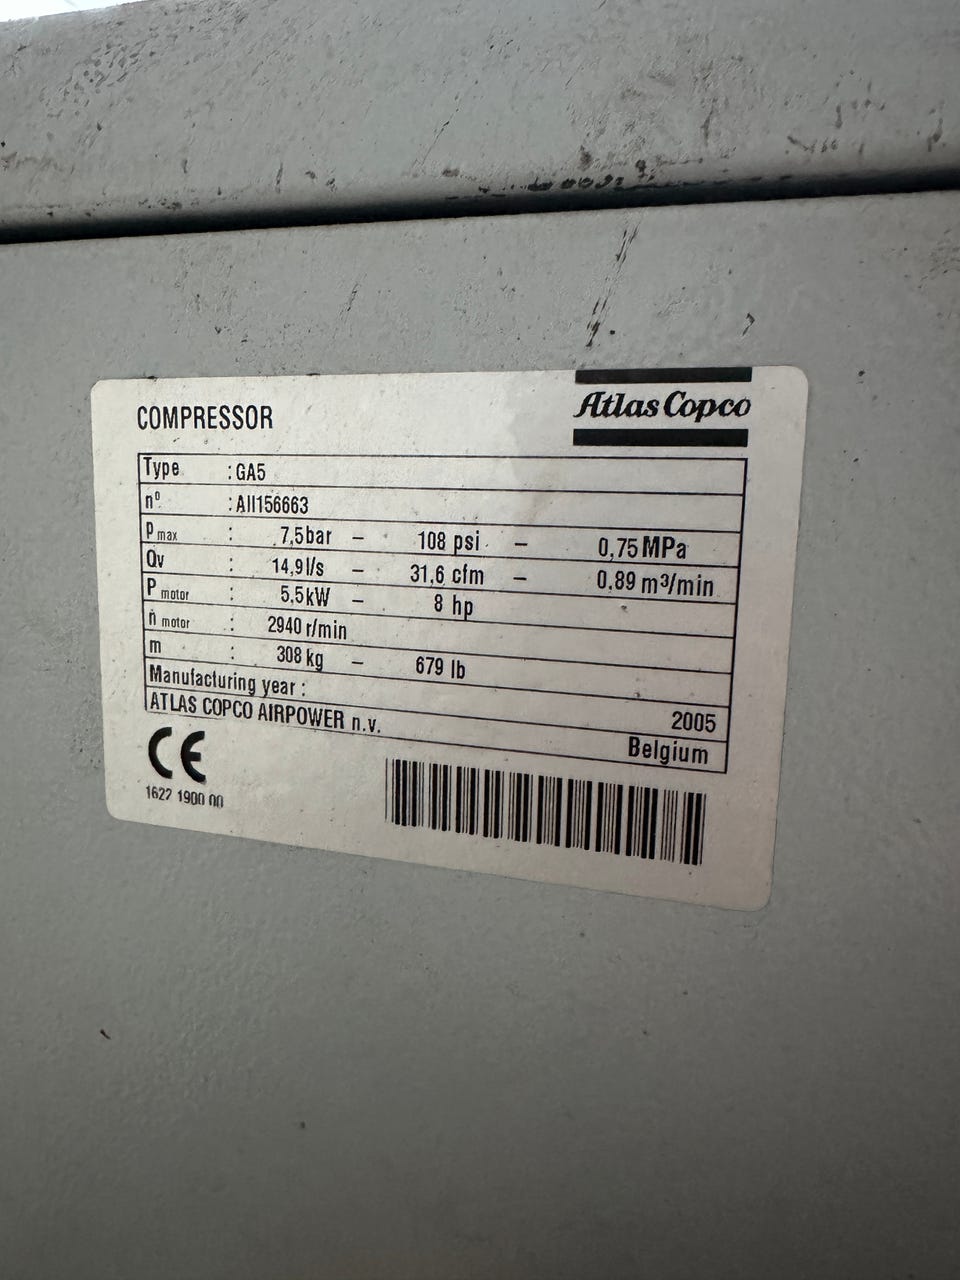 COMPRESSOR
Atlas Copco
Type : GA5
nº : AII156663
P max : 7,5bar – 108 psi – 0,75 MPa
Qv : 14,9 l/s – 31,6 cfm – 0,89 m³/min
P motor : 5,5kW – 8 hp
n motor : 2940 r/min
m : 308 kg – 679 lb
Manufacturing year : 2005
ATLAS COPCO AIRPOWER n.v. Belgium
CE
1622 1900 00